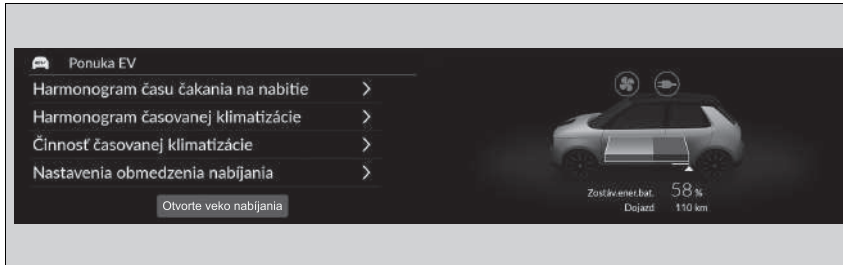 Ponuka EV
Harmonogram času čakania na nabitie
Harmonogram časovanej klimatizácie
Činnosť časovanej klimatizácie
Nastavenia obmedzenia nabíjania
Otvorte veko nabíjania
Zostáv.ener.bat. 58 %
Dojazd 110 km